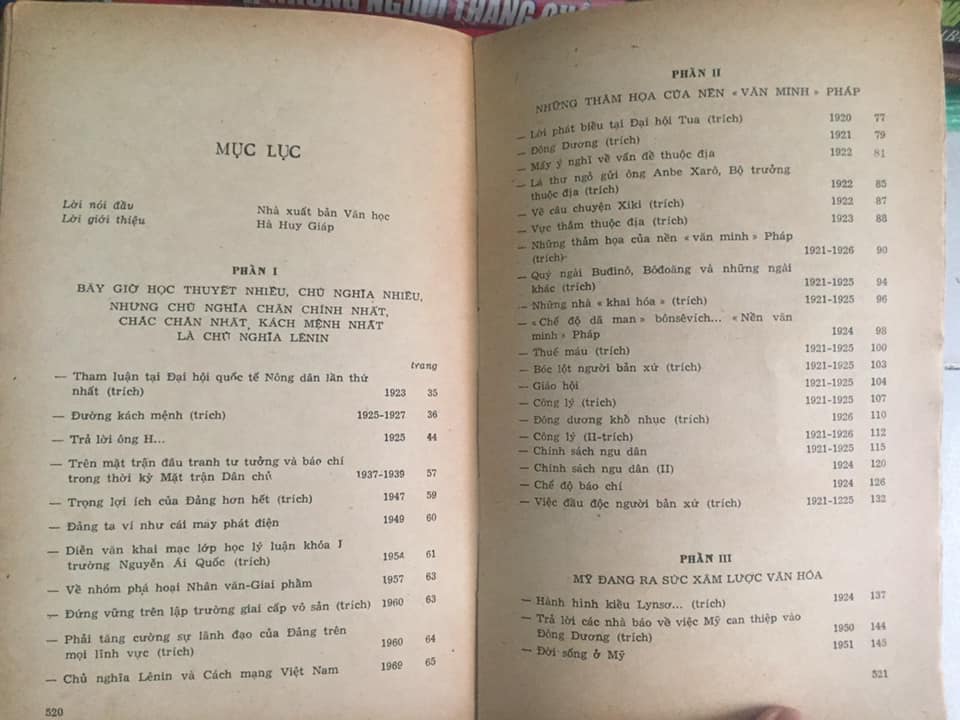 NHỮNG NGƯỜI THẮNG
MỤC LỤC
Lời nói đầu Nhà xuất bản Văn học
Lời giới thiệu Hà Huy Giáp
PHẦN I
BÂY GIỜ HỌC THUYẾT NHIỀU, CHỦ NGHĨA NHIỀU,
NHƯNG CHỦ NGHĨA CHÂN CHÍNH NHẤT,
CHẮC CHẮN NHẤT, KÁCH MỆNH NHẤT
LÀ CHỦ NGHĨA LÊNIN
trang
— Tham luận tại Đại hội quốc tế Nông dân lần thứ
nhất (trích) 1923 35
— Đường kách mệnh (trích) 1925-1927 36
— Trả lời ông H... 1925 44
— Trên mặt trận đấu tranh tư tưởng và báo chí
trong thời kỳ Mặt trận Dân chủ 1937-1939 57
— Trọng lợi ích của Đảng hơn hết (trích) 1947 59
— Đảng ta ví như cái máy phát điện 1949 60
— Diễn văn khai mạc lớp học lý luận khóa I
trường Nguyễn Ái Quốc (trích) 1954 61
— Về nhóm phá hoại Nhân văn-Giai phẩm 1957 63
— Đứng vững trên lập trường giai cấp vô sản (trích) 1960 63
— Phải tăng cường sự lãnh đạo của Đảng trên
mọi lĩnh vực (trích) 1960 64
— Chủ nghĩa Lênin và Cách mạng Việt Nam 1969 65
520
PHẦN II
NHỮNG THẢM HỌA CỦA NỀN « VĂN MINH » PHÁP
— Lời phát biểu tại Đại hội Tua (trích) 1920 77
— Đông Dương (trích) 1921 79
— Mấy ý nghĩ về vấn đề thuộc địa 1922 81
— Lá thư ngỏ gửi ông Anbe Xarô, Bộ trưởng
thuộc địa (trích) 1922 85
— Về câu chuyện Xiki (trích) 1922 87
— Vực thẳm thuộc địa (trích) 1923 88
— Những thảm họa của nền « văn minh » Pháp
(trích)- 1921-1926 90
— Quý ngài Buđinô, Bôđoăng và những ngài
khác (trích) 1921-1925 94
— Những nhà « khai hóa » (trích) 1921-1925 96
— «Chế độ dã man» bônsêvích... «Nền văn
minh» Pháp 1924 98
— Thuế máu (trích) 1921-1925 100
— Bóc lột người bản xứ (trích) 1921-1925 103
— Giáo hội 1921-1925 104
— Công lý (trích) 1921-1925 107
— Đông dương khổ nhục (trích) 1926 110
— Công lý (II-trích) 1921-1926 112
— Chính sách ngu dân 1921-1925 115
— Chính sách ngu dân (II) 1924 120
— Chế độ báo chí 1924 126
— Việc đầu độc người bản xứ (trích) 1921-1225 132
PHẦN III
MỸ ĐANG RA SỨC XÂM LƯỢC VĂN HÓA
— Hành hình kiểu Lynsơ... (trích) 1924 137
— Trả lời các nhà báo về việc Mỹ can thiệp vào
Đông Dương (trích) 1950 144
— Đời sống ở Mỹ 1951 145
521